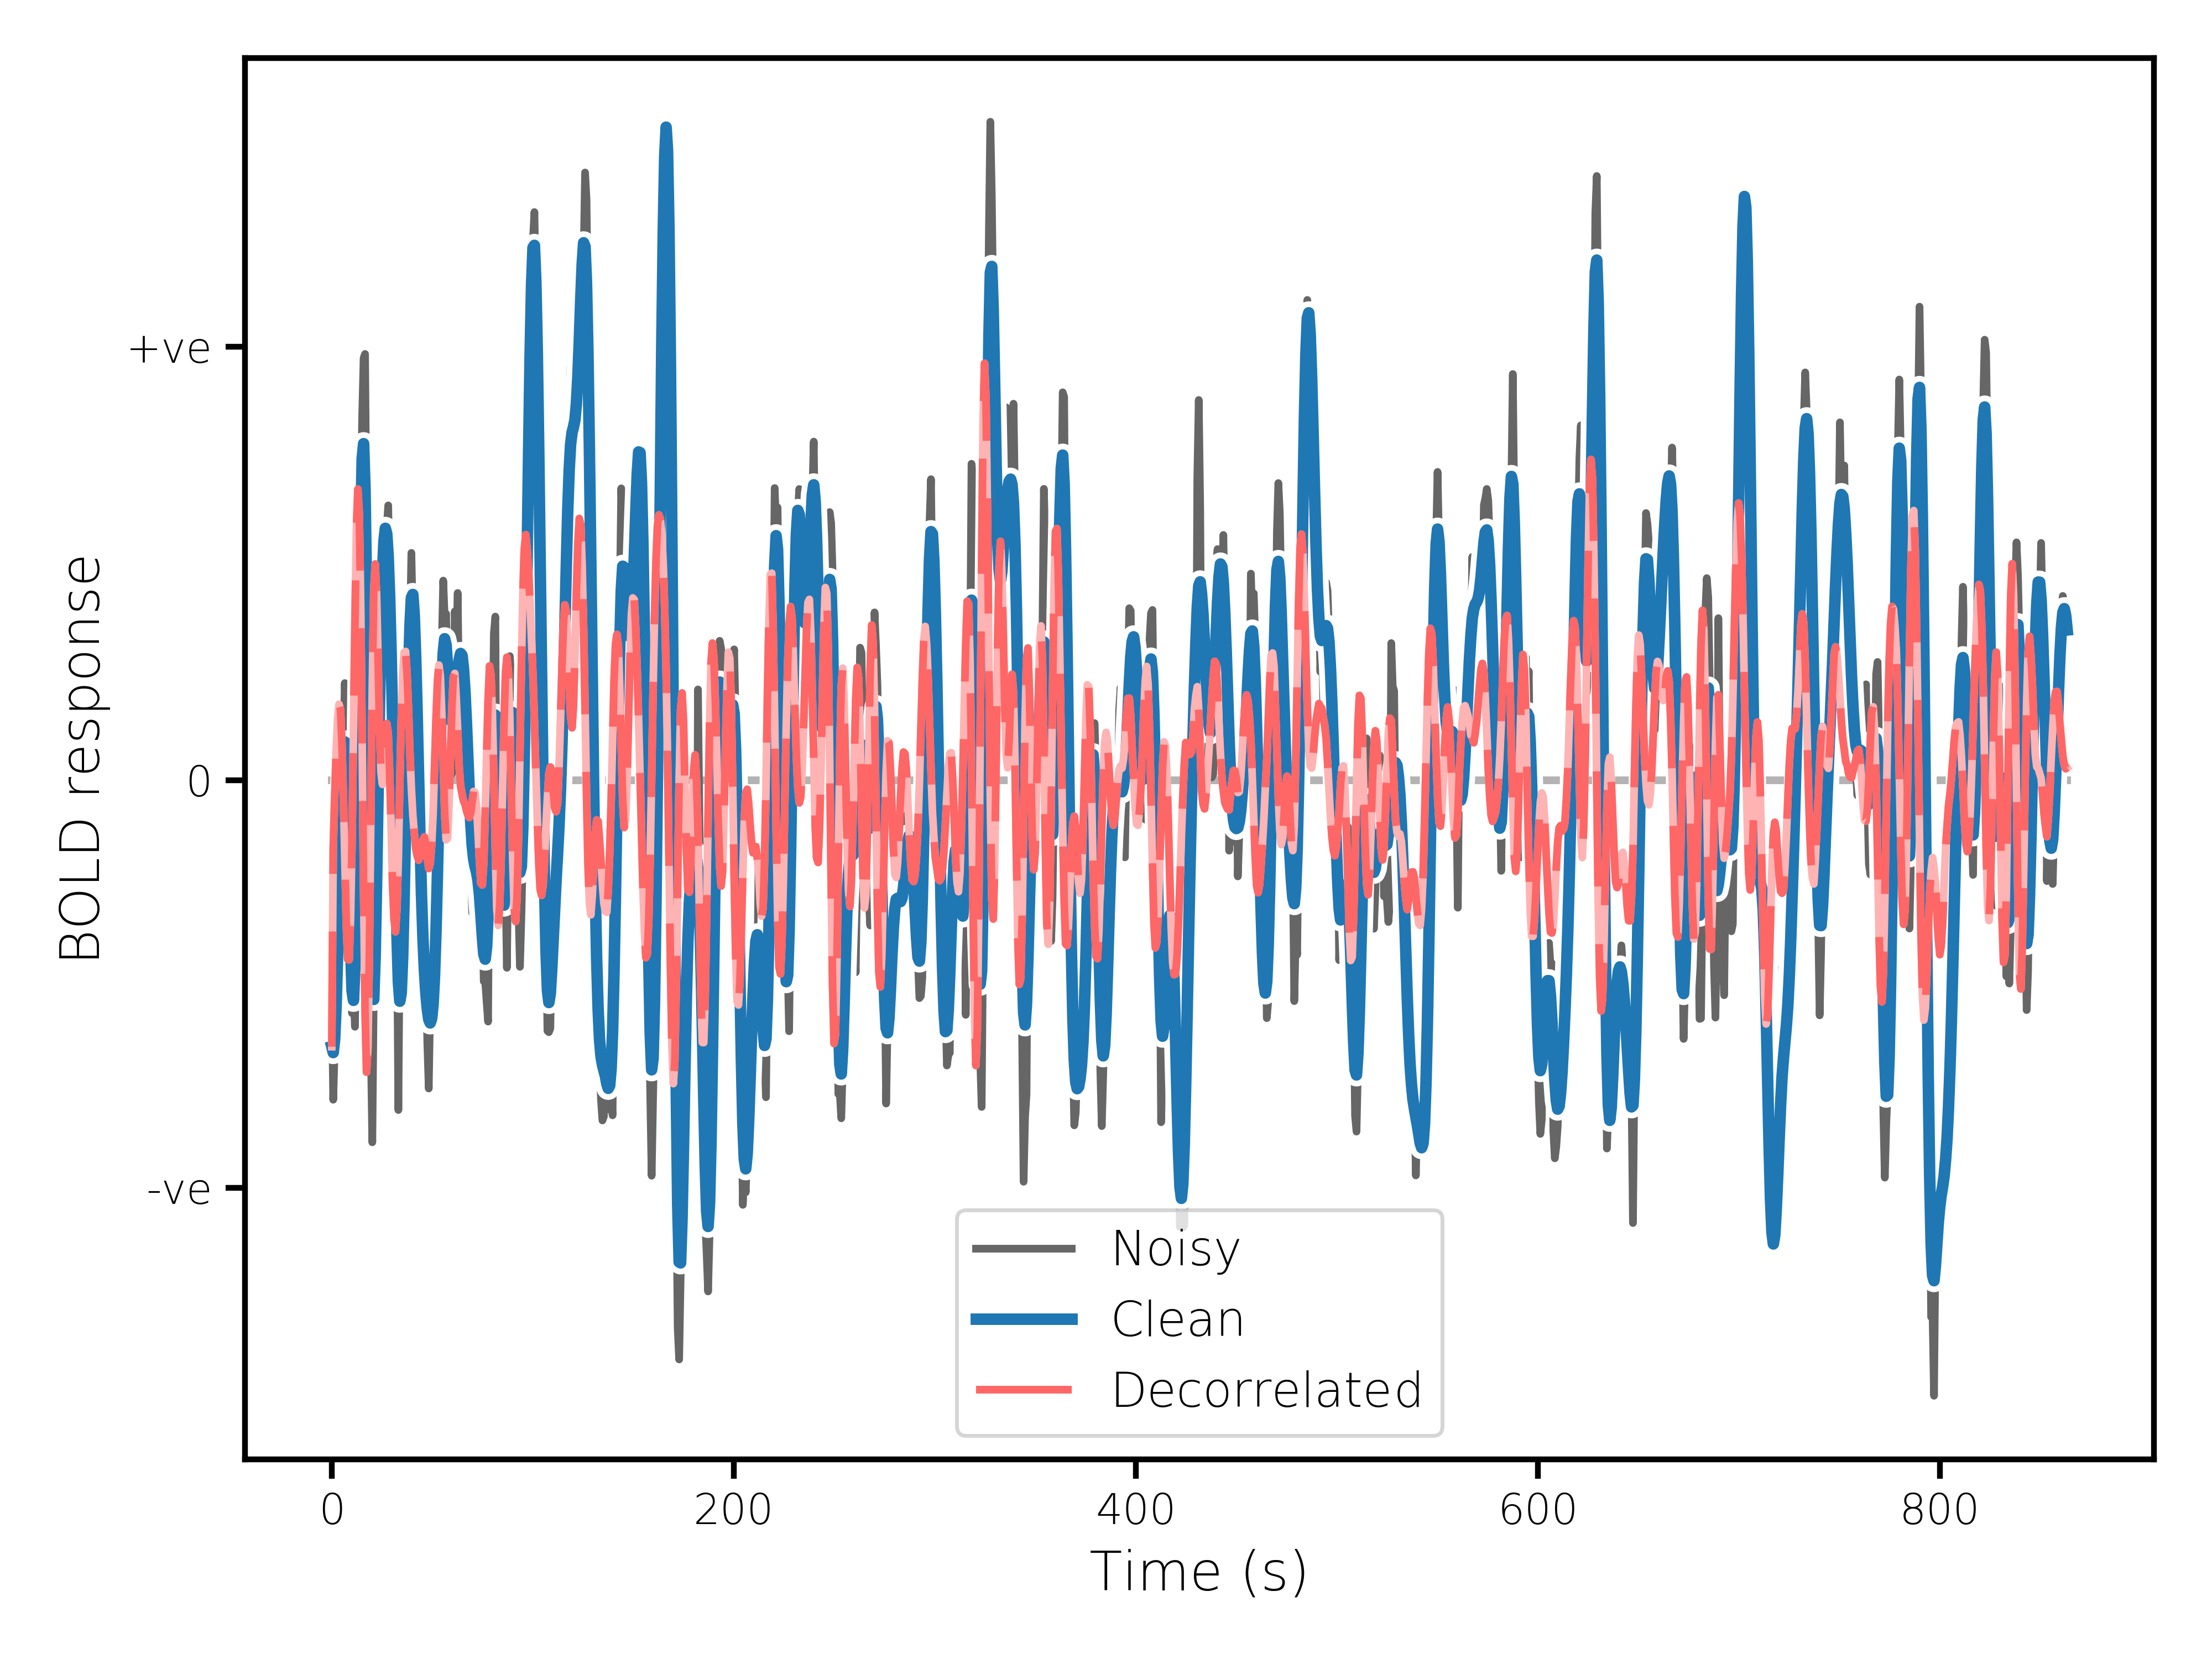 BOLD response
+ve
0
-ve
Noisy
Clean
Decorrelated
0
200
400
600
800
Time (s)